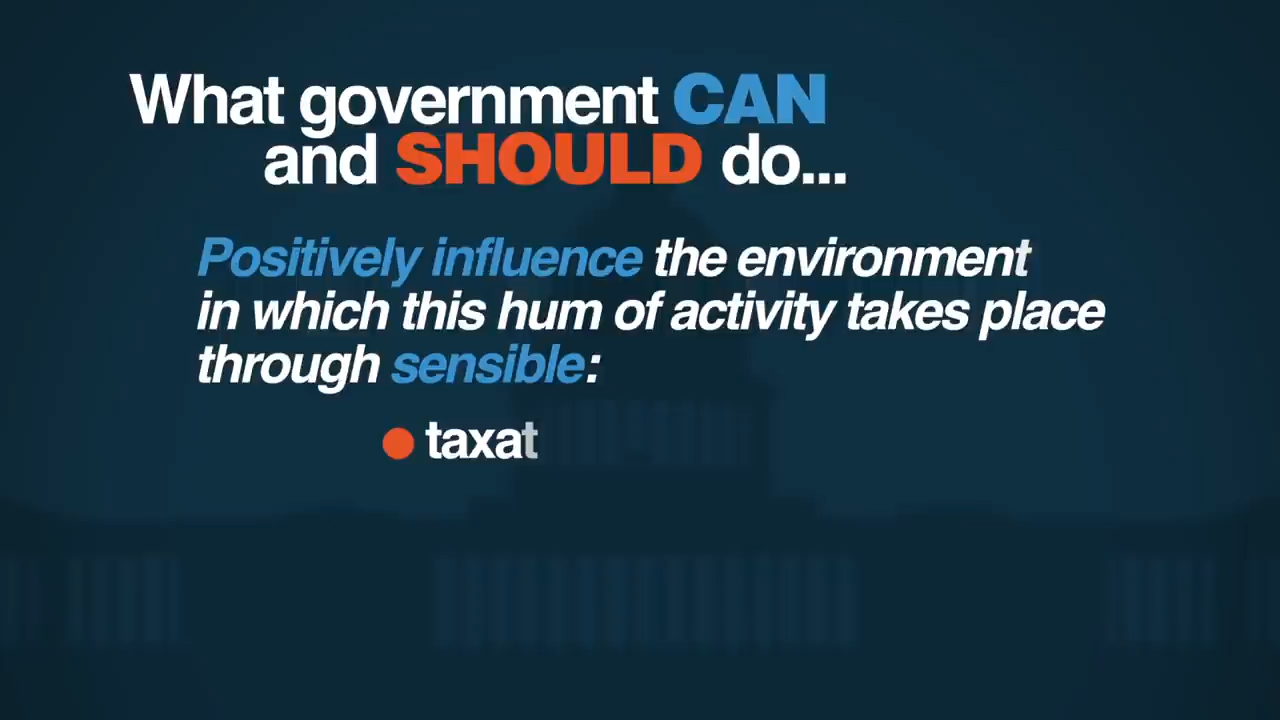 What government CAN
and SHOULD do...
Positively influence the environment
in which this hum of activity takes place
through sensible:
● taxat